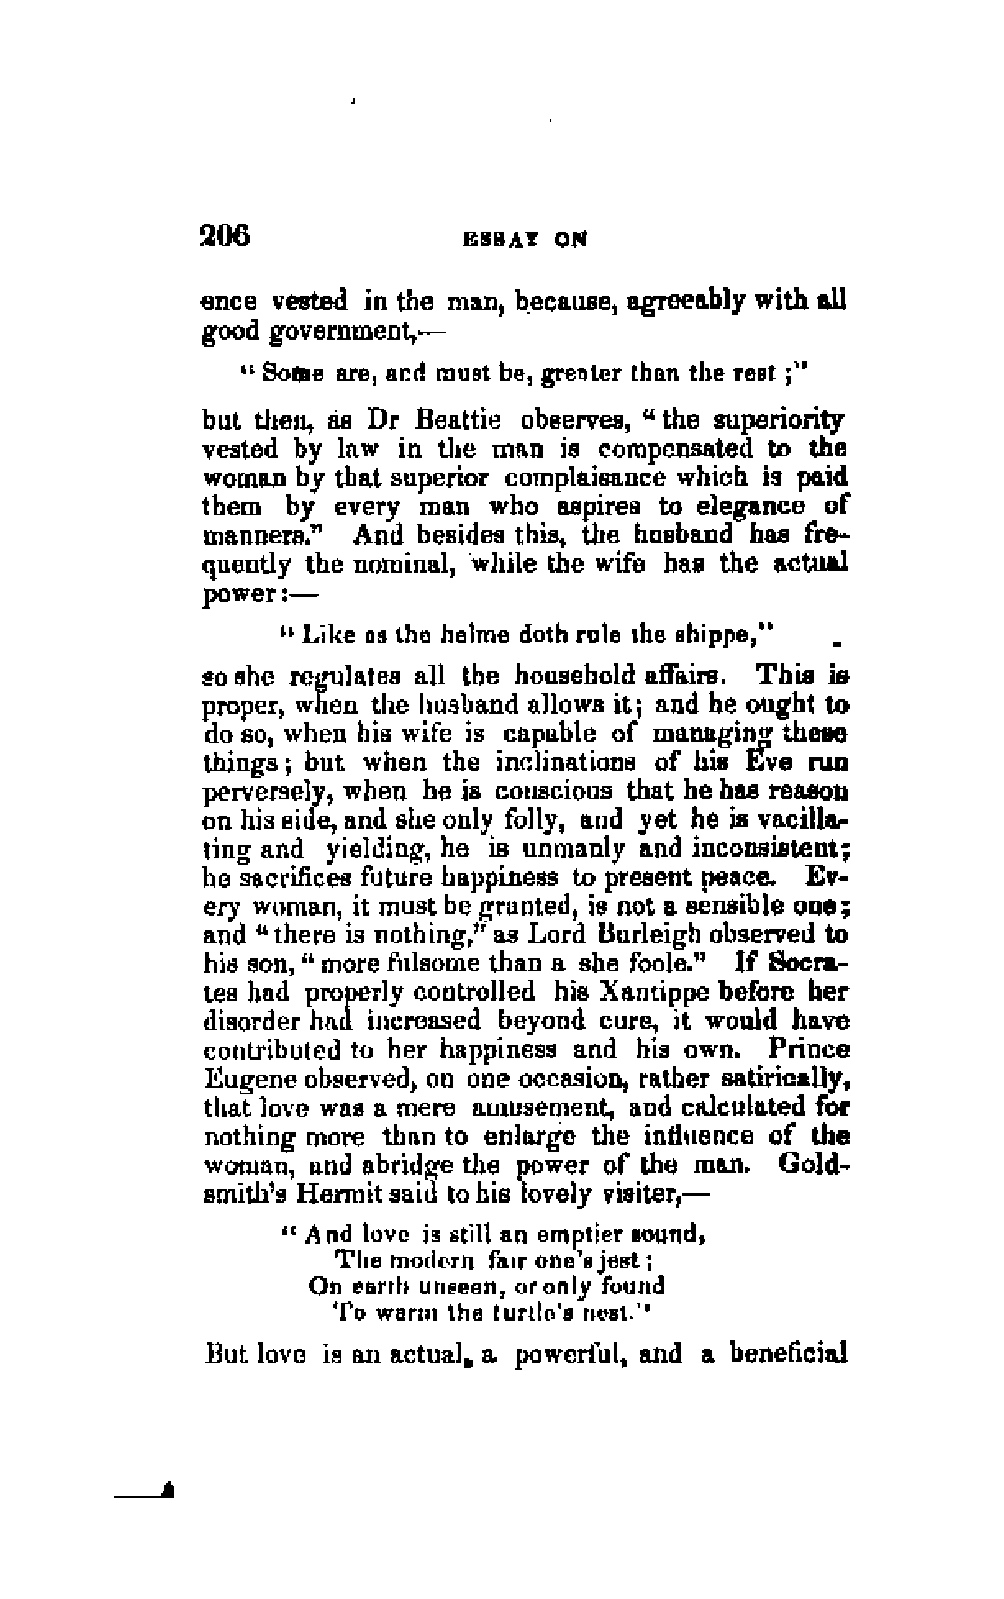 206 ESSAY ON
ence vested in the man, because, agreeably with all
good government,—
"Some are, and must be, greater than the rest;"
but then, as Dr Beattie observes, "the superiority
vested by law in the man is compensated to the
woman by that superior complaisance which is paid
them by every man who aspires to elegance of
manners." And besides this, the husband has fre-
quently the nominal, while the wife has the actual
power:—
"Like as the helme doth rule the shippe,"
so she regulates all the household affairs. This is
proper, when the husband allows it; and he ought to
do so, when his wife is capable of managing these
things; but when the inclinations of his Eve run
perversely, when he is conscious that he has reason
on his side, and she only folly, and yet he is vacilla-
ting and yielding, he is unmanly and inconsistent;
he sacrifices future happiness to present peace. Ev-
ery woman, it must be granted, is not a sensible one;
and "there is nothing," as Lord Burleigh observed to
his son, "more fulsome than a she foole." If Socra-
tes had properly controlled his Xantippe before her
disorder had increased beyond cure, it would have
contributed to her happiness and his own. Prince
Eugene observed, on one occasion, rather satirically,
that love was a mere amusement, and calculated for
nothing more than to enlarge the influence of the
woman, and abridge the power of the man. Gold-
smith's Hermit said to his lovely visiter,—
"And love is still an emptier sound,
The modern fair one's jest;
On earth unseen, or only found
To warm the turtle's nest."
But love is an actual, a powerful, and a beneficial